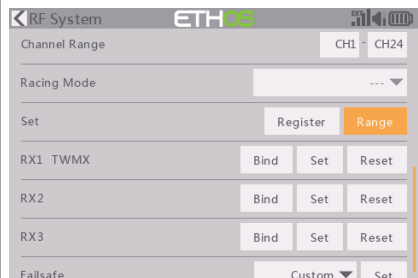 RF System ETHOS
Channel Range CH1 - CH24
Racing Mode ---
Set Register Range
RX1 TWMX Bind Set Reset
RX2 Bind Set Reset
RX3 Bind Set Reset
Failsafe Custom Set